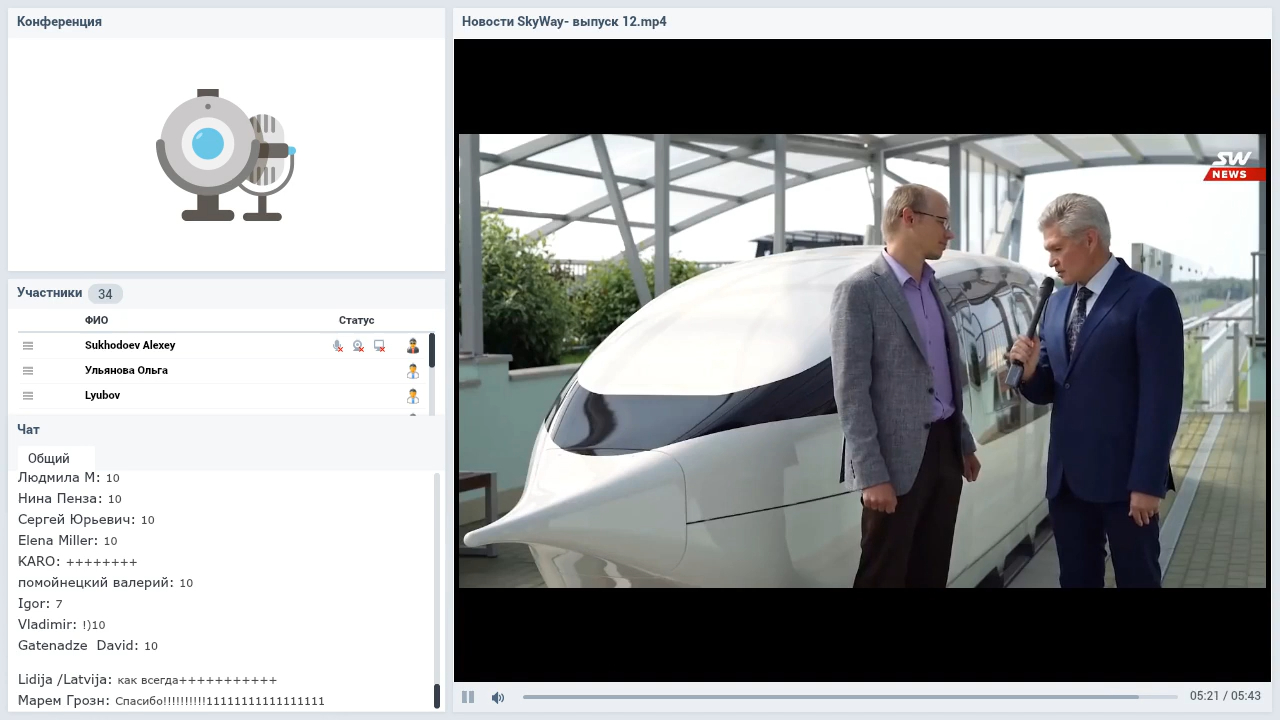 Конференция
Новости SkyWay- выпуск 12.mp4
SW
NEWS
Участники 34
ФИО Статус
Sukhodoev Alexey
Ульянова Ольга
Lyubov
Чат
Общий
Людмила М: 10
Нина Пенза: 10
Сергей Юрьевич: 10
Elena Miller: 10
KARO: ++++++++
помойнецкий валерий: 10
Igor: 7
Vladimir: !)10
Gatenadze David: 10
Lidija /Latvija: как всегда+++++++++++
Марем Грозн: Спасибо!!!!!!!!!!11111111111111111
05:21 / 05:43